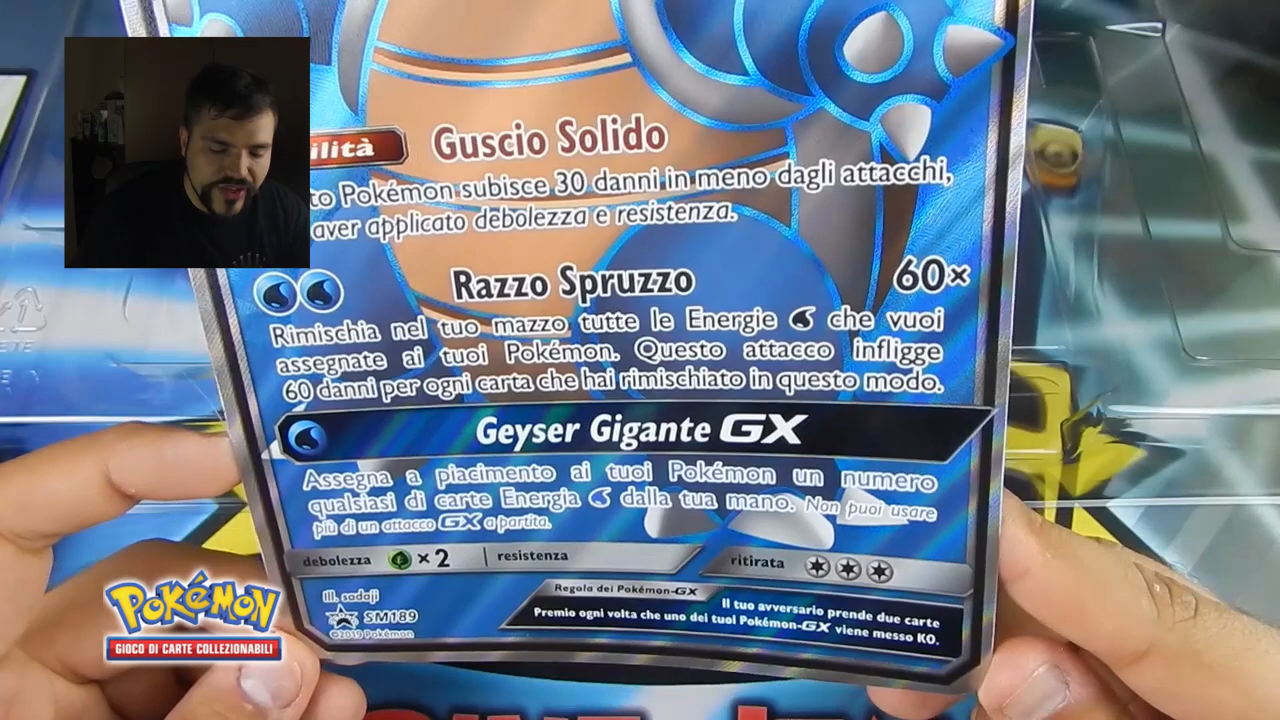 ilità Guscio Solido
to Pokémon subisce 30 danni in meno dagli attacchi,
aver applicato debolezza e resistenza.
Razzo Spruzzo 60×
Rimischia nel tuo mazzo tutte le Energie che vuoi
assegnate ai tuoi Pokémon. Questo attacco infligge
60 danni per ogni carta che hai rimischiato in questo modo.
Geyser Gigante GX
Assegna a piacimento ai tuoi Pokémon un numero
qualsiasi di carte Energia dalla tua mano. Non puoi usare
più di un attacco GX a partita.
debolezza ×2 resistenza ritirata
Ill. sadaji
SM189
©2019 Pokémon
Regola dei Pokémon-GX
Il tuo avversario prende due carte
Premio ogni volta che uno dei tuoi Pokémon-GX viene messo KO.
POKÉMON
GIOCO DI CARTE COLLEZIONABILI